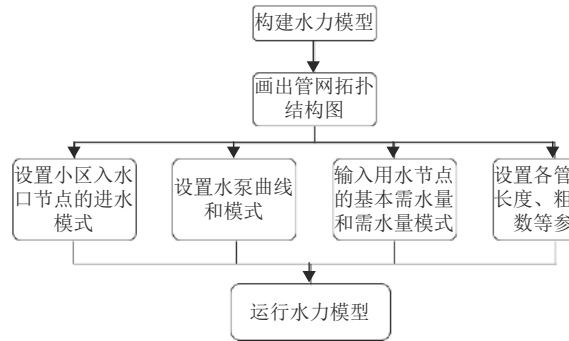 构建水力模型
画出管网拓扑
结构图
设置小区入水
口节点的进水
模式
设置水泵曲线
和模式
输入用水节点
的基本需水量
和需水量模式
设置各管
长度、粗
数等参
运行水力模型